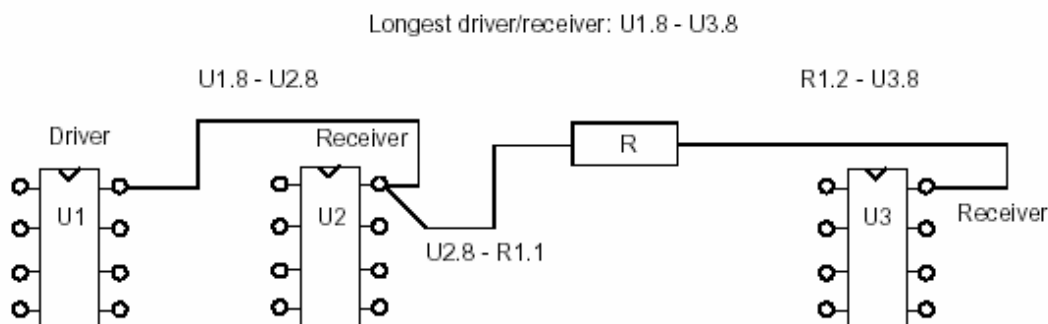 Longest driver/receiver: U1.8 - U3.8
U1.8 - U2.8
R1.2 - U3.8
Driver
Receiver
R
U1
U2
U3
Receiver
U2.8 - R1.1